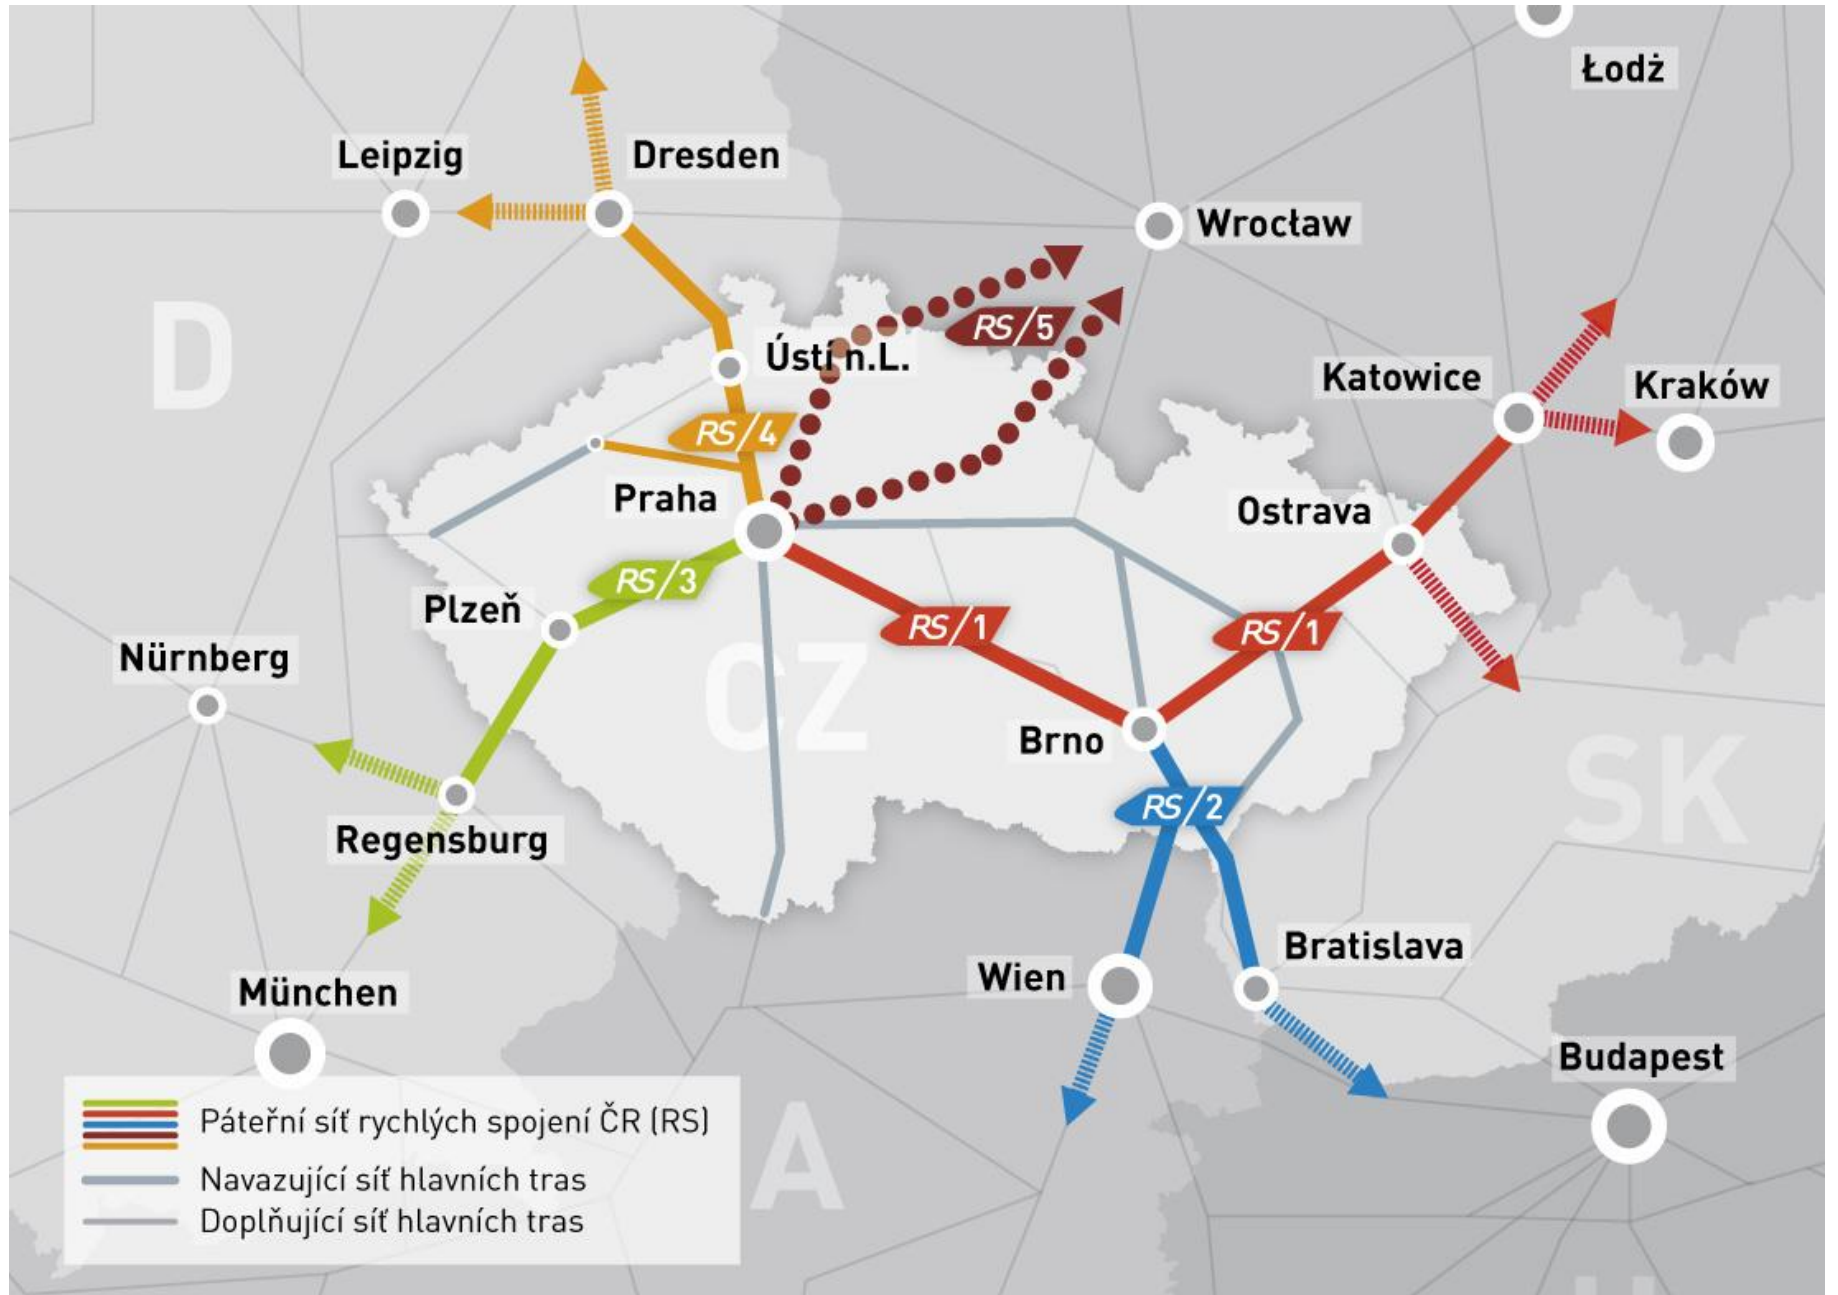 Łodż
Leipzig
Dresden
Wrocław
D
RS/5
Ústí n.L.
Katowice
Kraków
RS/4
Praha
Ostrava
RS/3
Plzeň
RS/1
RS/1
CZ
Nürnberg
Brno
SK
RS/2
Regensburg
Bratislava
Wien
München
Budapest
A
Páteřní síť rychlých spojení ČR (RS)
Navazující síť hlavních tras
Doplňující síť hlavních tras